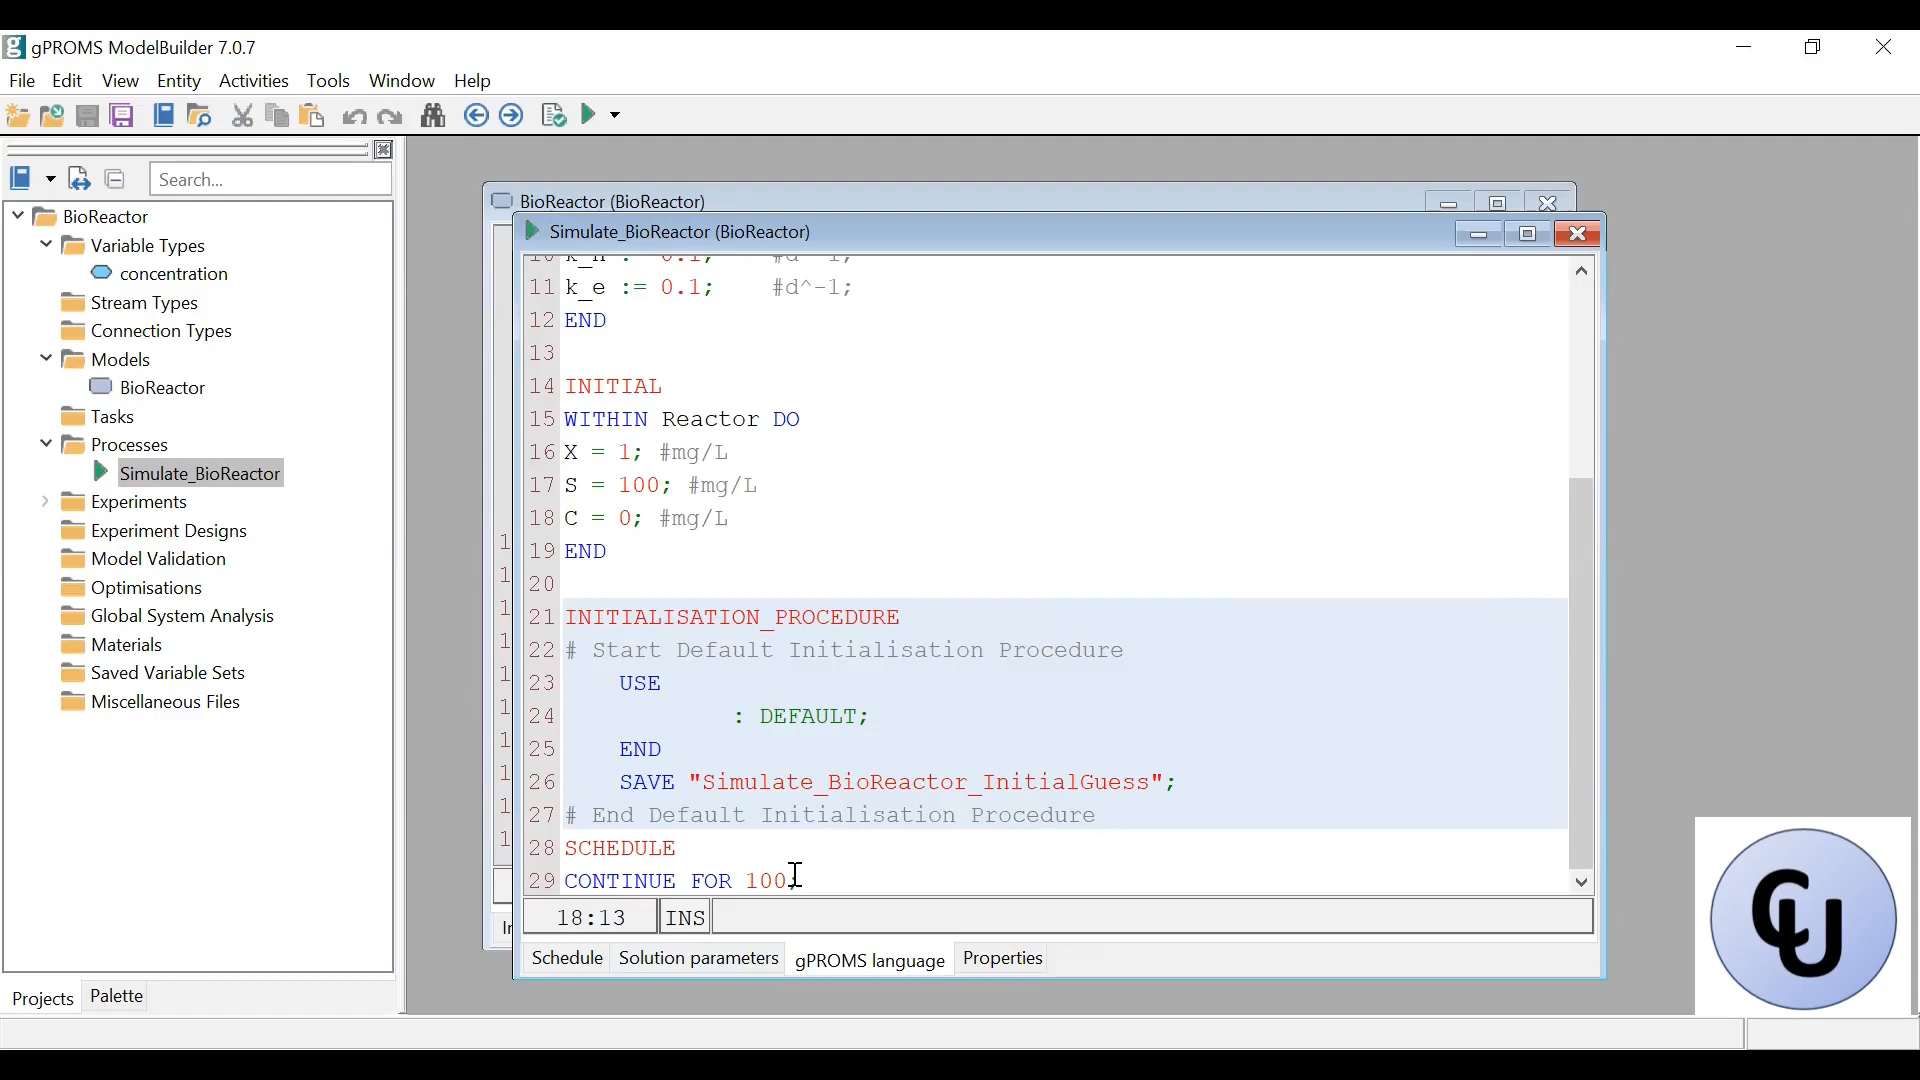 gPROMS ModelBuilder 7.0.7
File Edit View Entity Activities Tools Window Help
Search...
BioReactor
Variable Types
concentration
Stream Types
Connection Types
Models
BioReactor
Tasks
Processes
Simulate_BioReactor
Experiments
Experiment Designs
Model Validation
Optimisations
Global System Analysis
Materials
Saved Variable Sets
Miscellaneous Files
Projects Palette
BioReactor (BioReactor)
Simulate_BioReactor (BioReactor)
11 k_e := 0.1; #d^-1;
12 END
13
14 INITIAL
15 WITHIN Reactor DO
16 X = 1; #mg/L
17 S = 100; #mg/L
18 C = 0; #mg/L
19 END
20
21 INITIALISATION_PROCEDURE
22 # Start Default Initialisation Procedure
23 USE
24 : DEFAULT;
25 END
26 SAVE "Simulate_BioReactor_InitialGuess";
27 # End Default Initialisation Procedure
28 SCHEDULE
29 CONTINUE FOR 100;
18:13 INS
Schedule Solution parameters gPROMS language Properties
CU